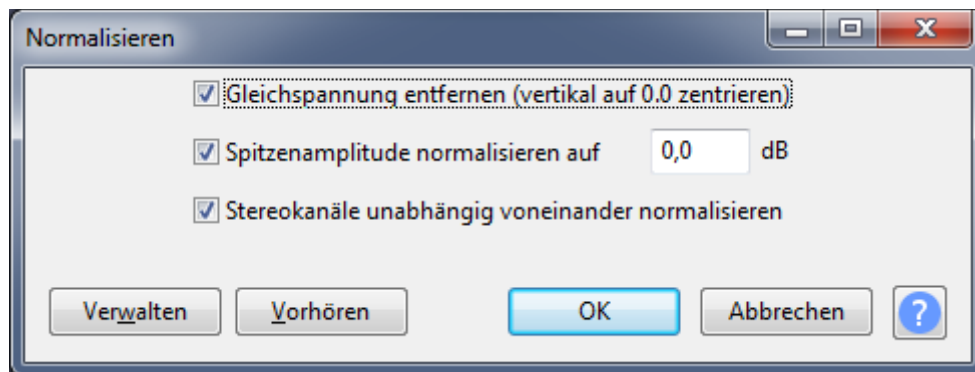 Normalisieren
Gleichspannung entfernen (vertikal auf 0.0 zentrieren)
Spitzenamplitude normalisieren auf 0,0 dB
Stereokanäle unabhängig voneinander normalisieren
Verwalten Vorhören OK Abbrechen ?